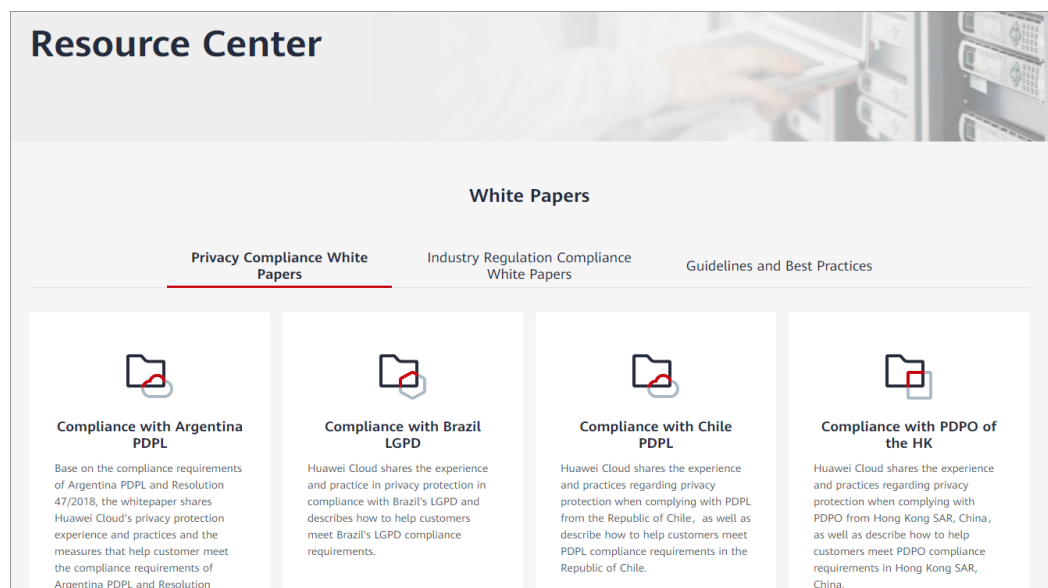 Resource Center
White Papers
Privacy Compliance White
Papers
Industry Regulation Compliance
White Papers
Guidelines and Best Practices
Compliance with Argentina
PDPL
Base on the compliance requirements
of Argentina PDPL and Resolution
47/2018, the whitepaper shares
Huawei Cloud's privacy protection
experience and practices and the
measures that help customer meet
the compliance requirements of
Argentina PDPL and Resolution
Compliance with Brazil
LGPD
Huawei Cloud shares the experience
and practice in privacy protection in
compliance with Brazil's LGPD and
describes how to help customers
meet Brazil's LGPD compliance
requirements.
Compliance with Chile
PDPL
Huawei Cloud shares the experience
and practices regarding privacy
protection when complying with PDPL
from the Republic of Chile，as well as
describe how to help customers meet
PDPL compliance requirements in the
Republic of Chile.
Compliance with PDPO of
the HK
Huawei Cloud shares the experience
and practices regarding privacy
protection when complying with
PDPO from Hong Kong SAR, China，
as well as describe how to help
customers meet PDPO compliance
requirements in Hong Kong SAR,
China.